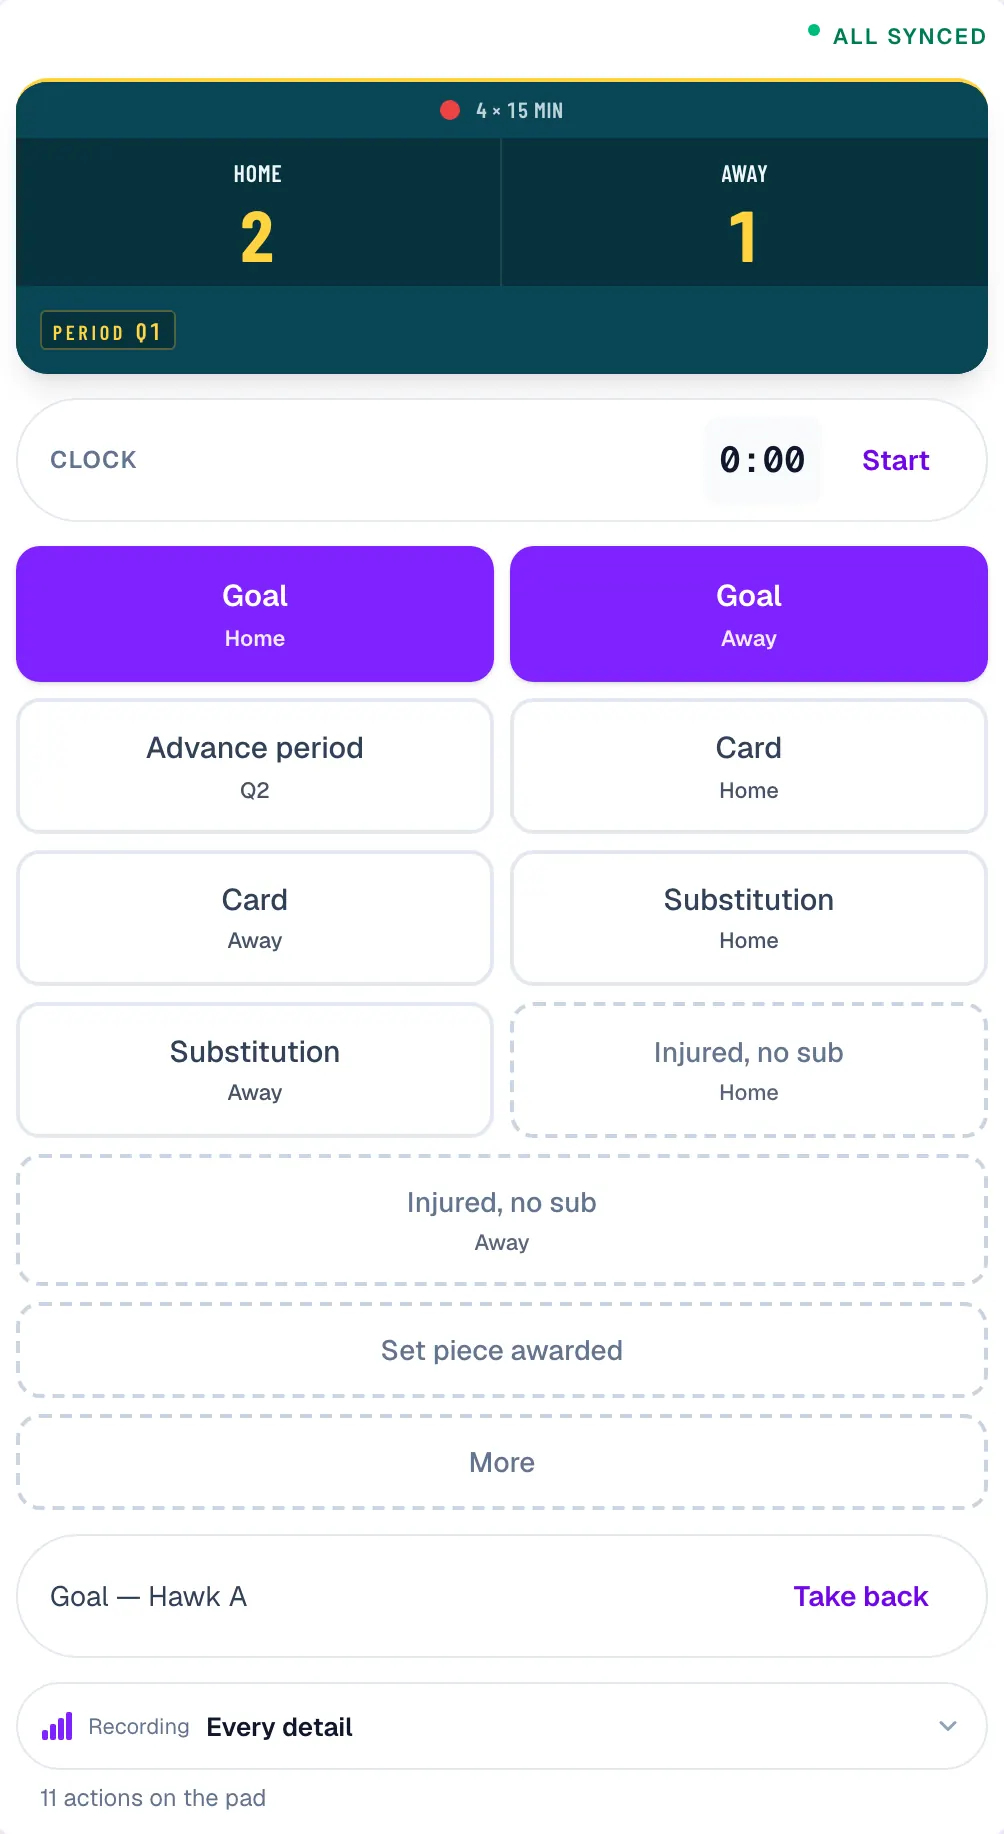 ALL SYNCED
4 × 15 MIN
HOME
2
AWAY
1
PERIOD Q1
CLOCK
0:00
Start
Goal
Home
Goal
Away
Advance period
Q2
Card
Home
Card
Away
Substitution
Home
Substitution
Away
Injured, no sub
Home
Injured, no sub
Away
Set piece awarded
More
Goal — Hawk A
Take back
Recording Every detail
11 actions on the pad